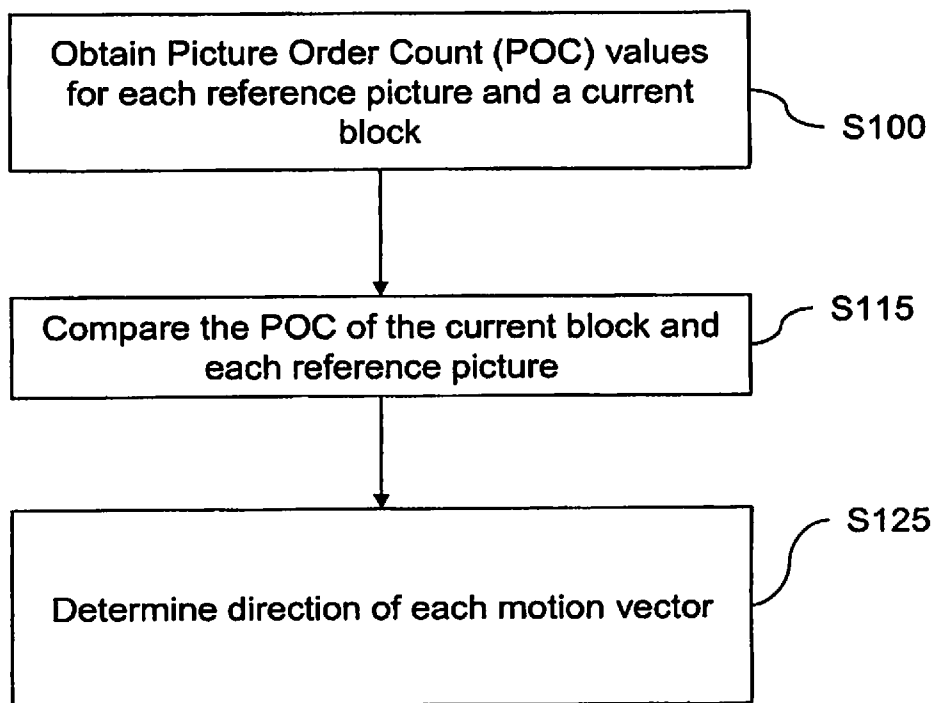 Obtain Picture Order Count (POC) values
for each reference picture and a current
block
S100
Compare the POC of the current block and
each reference picture
S115
Determine direction of each motion vector
S125